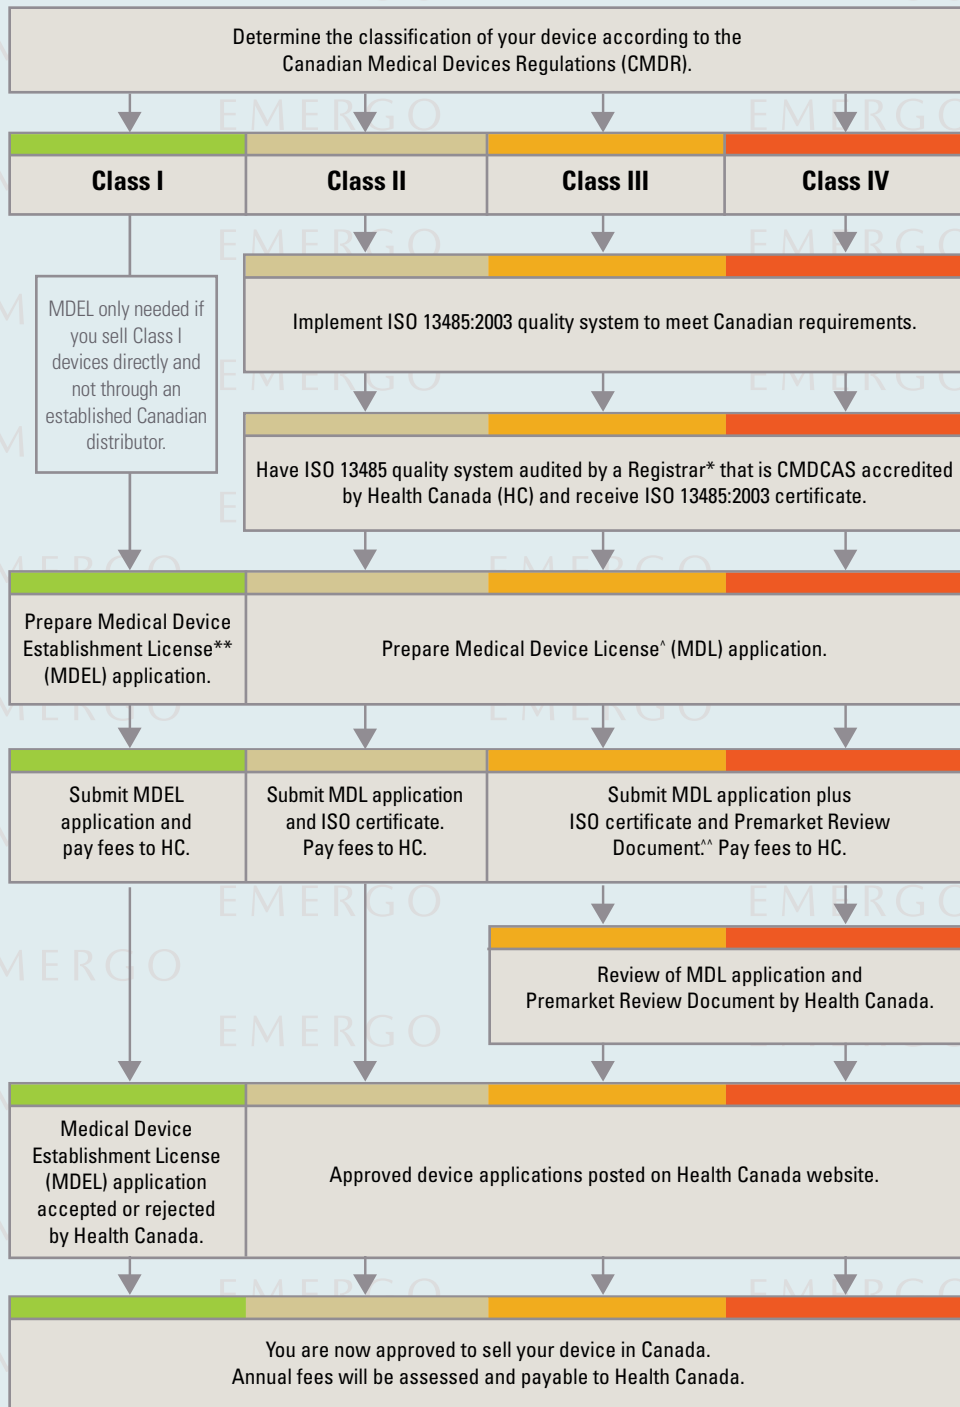 Determine the classification of your device according to the
Canadian Medical Devices Regulations (CMDR).
Class I
Class II
Class III
Class IV
MDEL only needed if
you sell Class I
devices directly and
not through an
established Canadian
distributor.
Implement ISO 13485:2003 quality system to meet Canadian requirements.
Have ISO 13485 quality system audited by a Registrar* that is CMDCAS accredited
by Health Canada (HC) and receive ISO 13485:2003 certificate.
Prepare Medical Device
Establishment License**
(MDEL) application.
Prepare Medical Device License^ (MDL) application.
Submit MDEL
application and
pay fees to HC.
Submit MDL application
and ISO certificate.
Pay fees to HC.
Submit MDL application plus
ISO certificate and Premarket Review
Document.^^ Pay fees to HC.
Review of MDL application and
Premarket Review Document by Health Canada.
Medical Device
Establishment License
(MDEL) application
accepted or rejected
by Health Canada.
Approved device applications posted on Health Canada website.
You are now approved to sell your device in Canada.
Annual fees will be assessed and payable to Health Canada.
EMERGO